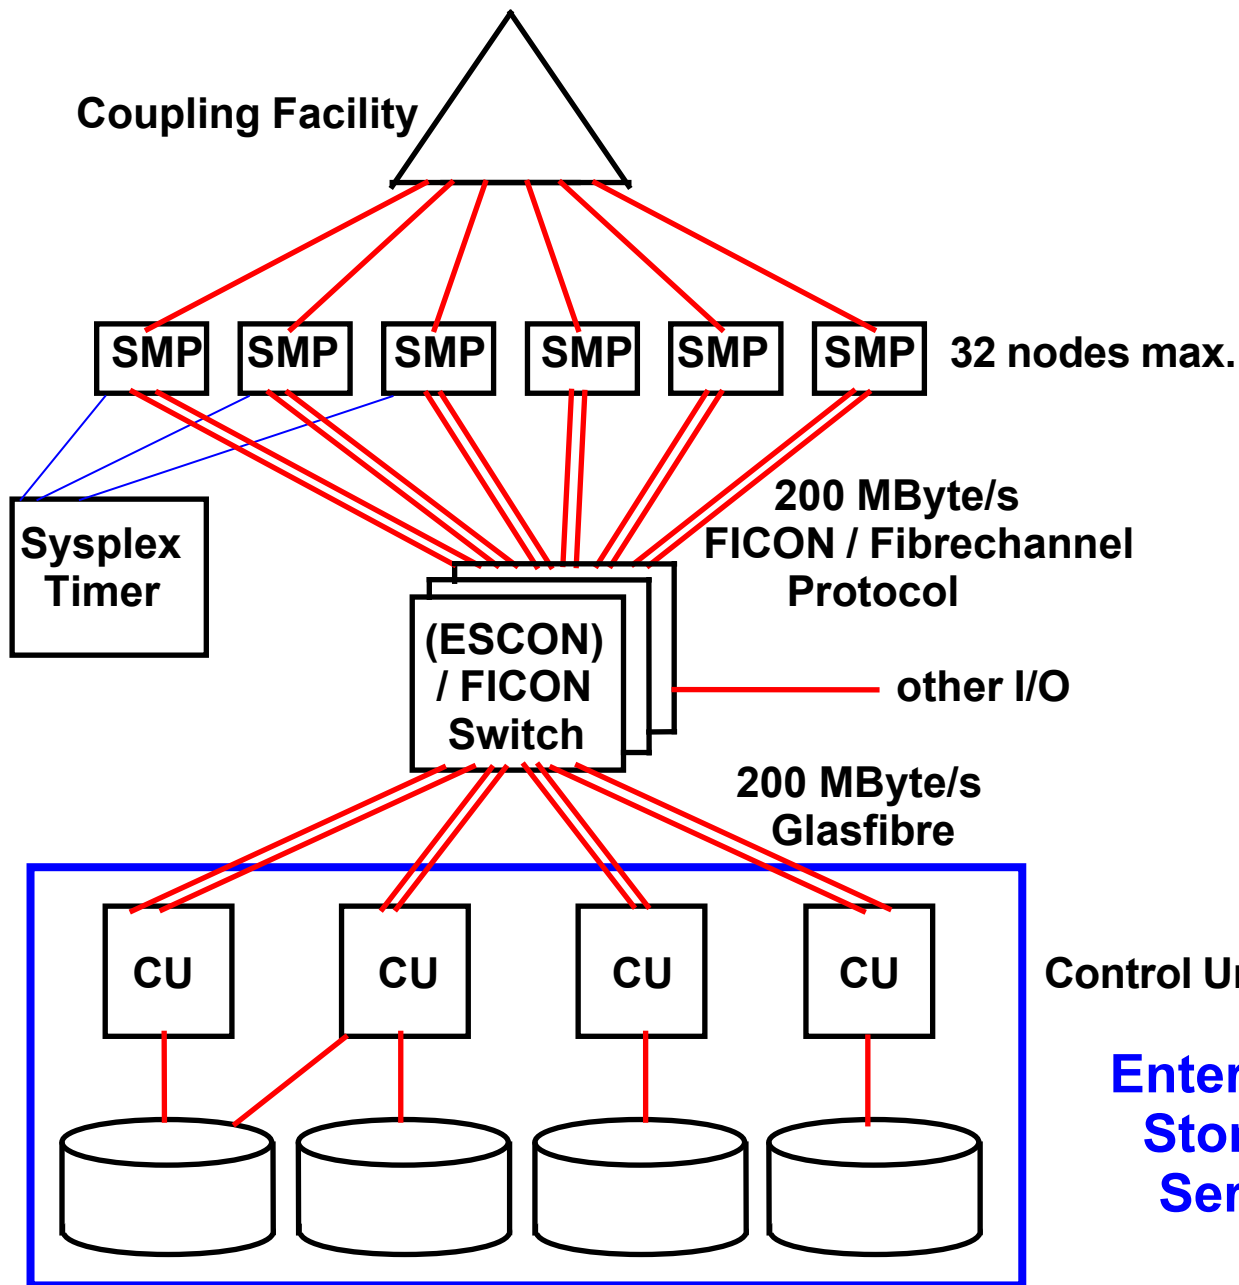 Coupling Facility
SMP SMP SMP SMP SMP SMP 32 nodes max.
Sysplex
Timer
200 MByte/s
FICON / Fibrechannel
Protocol
(ESCON)
/ FICON
Switch
other I/O
200 MByte/s
Glasfibre
CU CU CU CU
Control